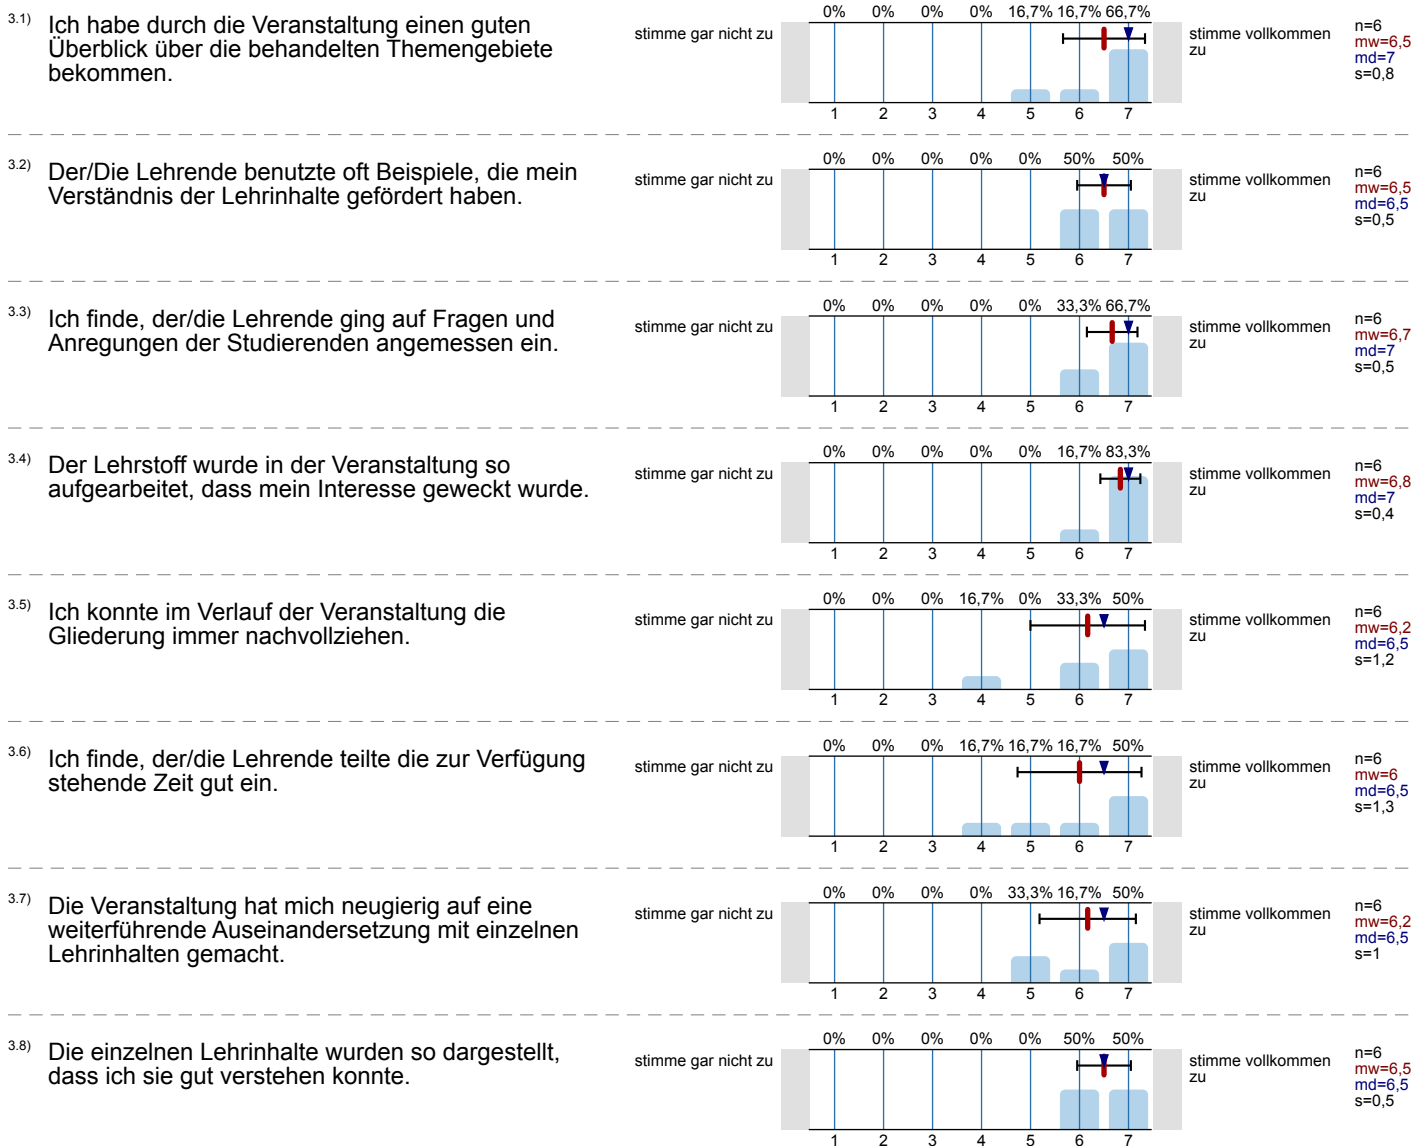 3.1) Ich habe durch die Veranstaltung einen guten
Überblick über die behandelten Themengebiete
bekommen.
stimme gar nicht zu
0% 0% 0% 0% 16,7% 16,7% 66,7%
1 2 3 4 5 6 7
stimme vollkommen
zu
n=6
mw=6,5
md=7
s=0,8
3.2) Der/Die Lehrende benutzte oft Beispiele, die mein
Verständnis der Lehrinhalte gefördert haben.
stimme gar nicht zu
0% 0% 0% 0% 0% 50% 50%
1 2 3 4 5 6 7
stimme vollkommen
zu
n=6
mw=6,5
md=6,5
s=0,5
3.3) Ich finde, der/die Lehrende ging auf Fragen und
Anregungen der Studierenden angemessen ein.
stimme gar nicht zu
0% 0% 0% 0% 0% 33,3% 66,7%
1 2 3 4 5 6 7
stimme vollkommen
zu
n=6
mw=6,7
md=7
s=0,5
3.4) Der Lehrstoff wurde in der Veranstaltung so
aufgearbeitet, dass mein Interesse geweckt wurde.
stimme gar nicht zu
0% 0% 0% 0% 0% 16,7% 83,3%
1 2 3 4 5 6 7
stimme vollkommen
zu
n=6
mw=6,8
md=7
s=0,4
3.5) Ich konnte im Verlauf der Veranstaltung die
Gliederung immer nachvollziehen.
stimme gar nicht zu
0% 0% 0% 16,7% 0% 33,3% 50%
1 2 3 4 5 6 7
stimme vollkommen
zu
n=6
mw=6,2
md=6,5
s=1,2
3.6) Ich finde, der/die Lehrende teilte die zur Verfügung
stehende Zeit gut ein.
stimme gar nicht zu
0% 0% 0% 16,7% 16,7% 16,7% 50%
1 2 3 4 5 6 7
stimme vollkommen
zu
n=6
mw=6
md=6,5
s=1,3
3.7) Die Veranstaltung hat mich neugierig auf eine
weiterführende Auseinandersetzung mit einzelnen
Lehrinhalten gemacht.
stimme gar nicht zu
0% 0% 0% 0% 33,3% 16,7% 50%
1 2 3 4 5 6 7
stimme vollkommen
zu
n=6
mw=6,2
md=6,5
s=1
3.8) Die einzelnen Lehrinhalte wurden so dargestellt,
dass ich sie gut verstehen konnte.
stimme gar nicht zu
0% 0% 0% 0% 0% 50% 50%
1 2 3 4 5 6 7
stimme vollkommen
zu
n=6
mw=6,5
md=6,5
s=0,5